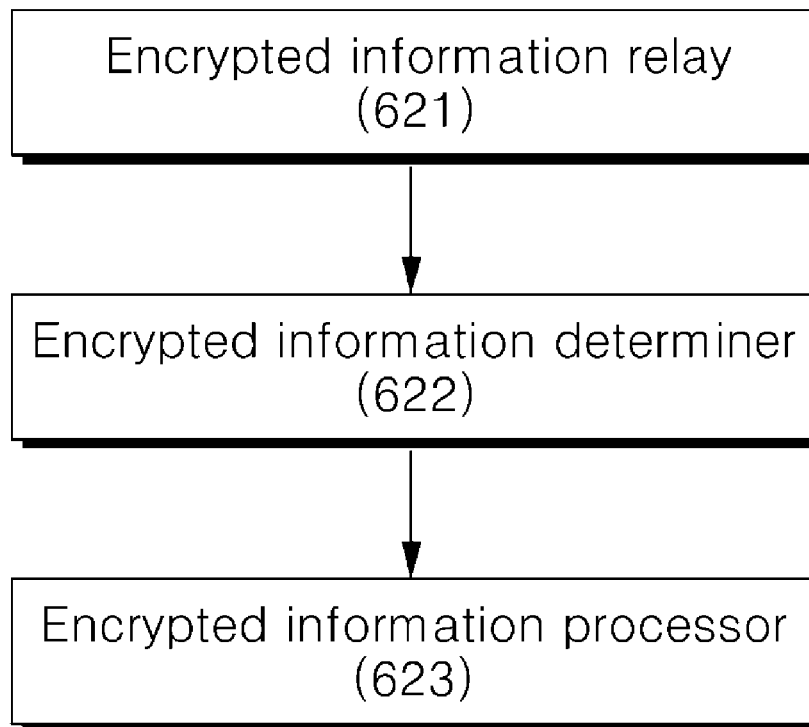 Encrypted information relay
(621)
Encrypted information determiner
(622)
Encrypted information processor
(623)